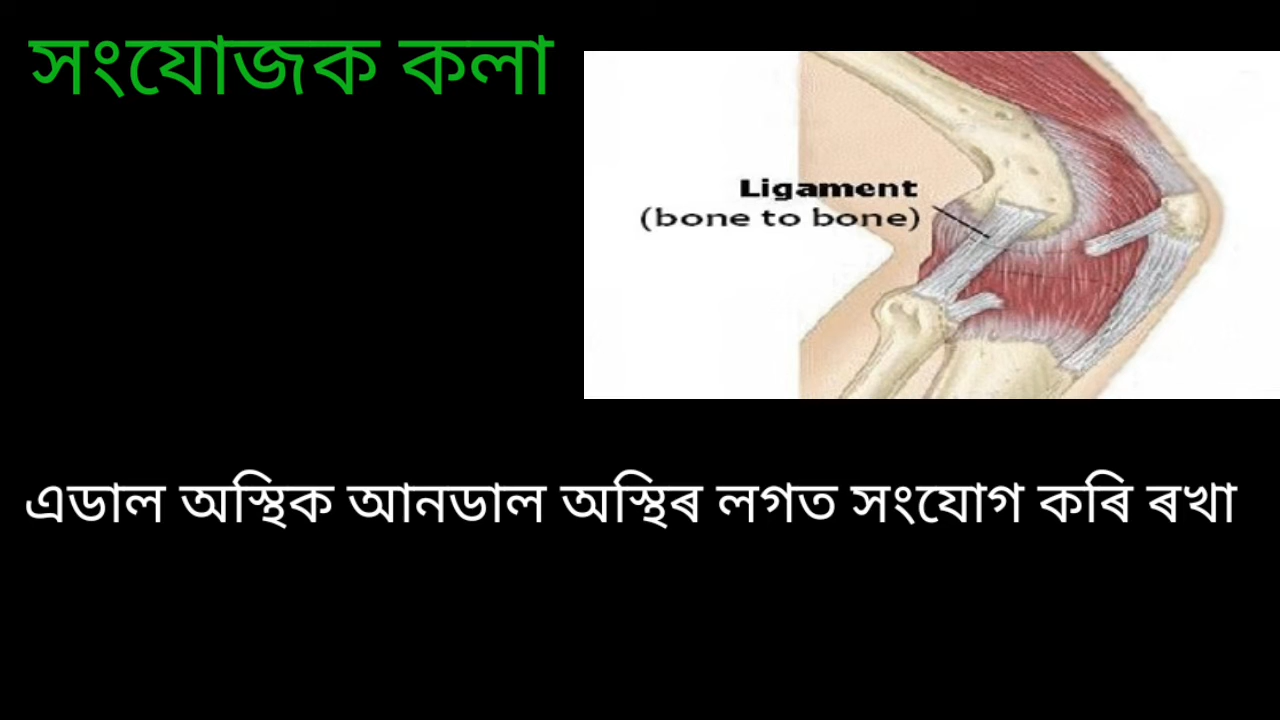 সংযোজক কলা
Ligament
(bone to bone)
এডাল অস্থিক আনডাল অস্থিৰ লগত সংযোগ কৰি ৰখা